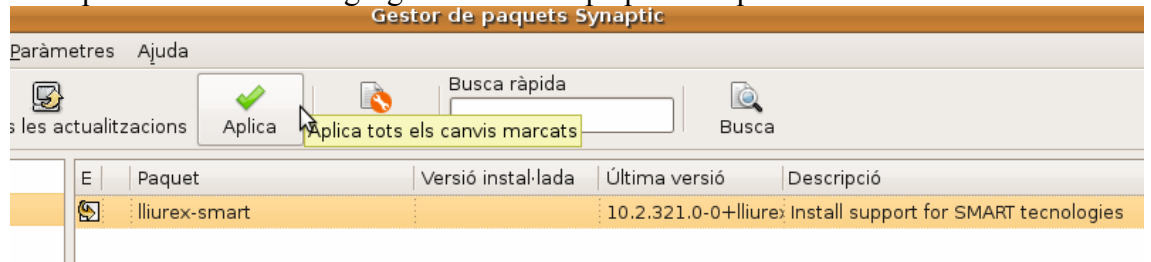 Gestor de paquets Synaptic
Paràmetres Ajuda
Busca ràpida
les actualitzacions Aplica Busca
Aplica tots els canvis marcats
E Paquet Versió instal·lada Última versió Descripció
lliurex-smart 10.2.321.0-0+lliure Install support for SMART tecnologies